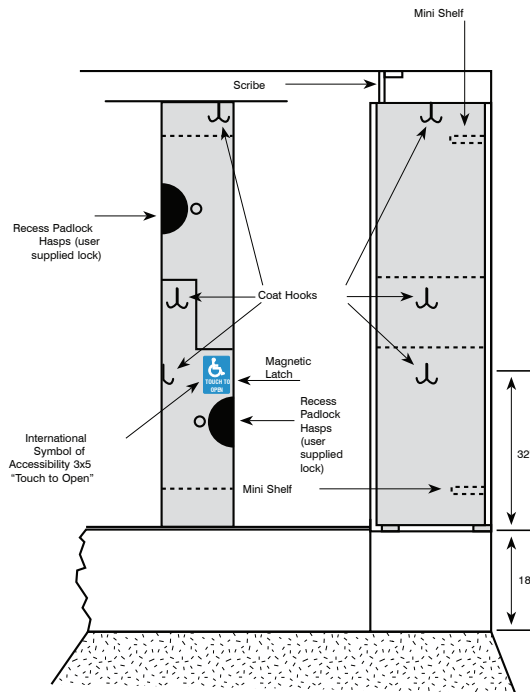 Mini Shelf
Scribe
Recess Padlock
Hasps (user
supplied lock)
Coat Hooks
Magnetic
Latch
TOUCH TO
OPEN
Recess
Padlock
Hasps
(user
supplied
lock)
International
Symbol of
Accessibility 3x5
“Touch to Open”
Mini Shelf
32
18